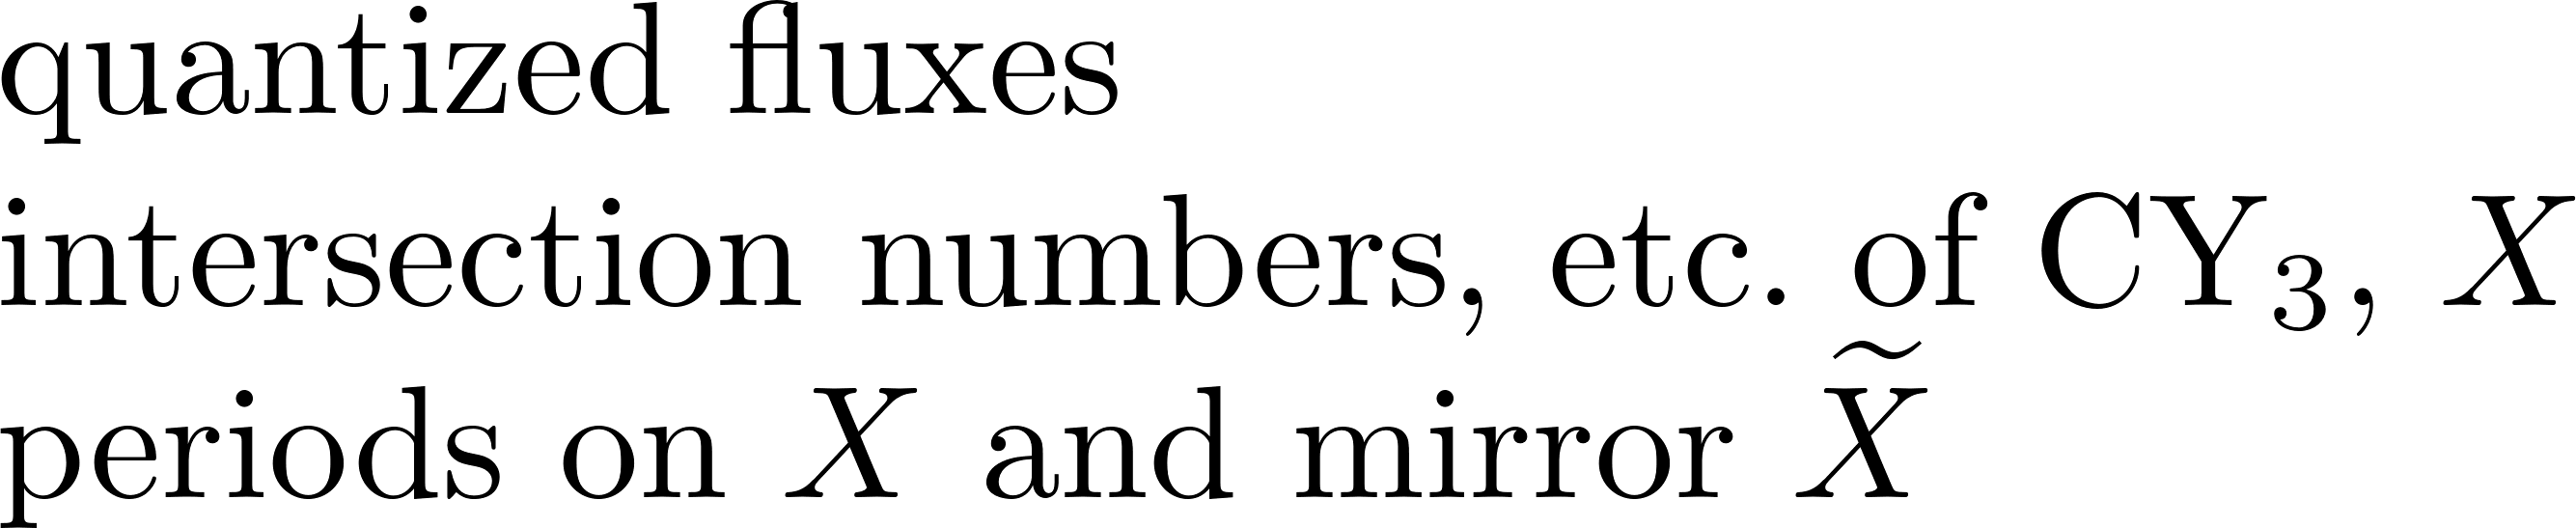 quantized fluxes
intersection numbers, etc. of CY₃, X
periods on X and mirror X̃